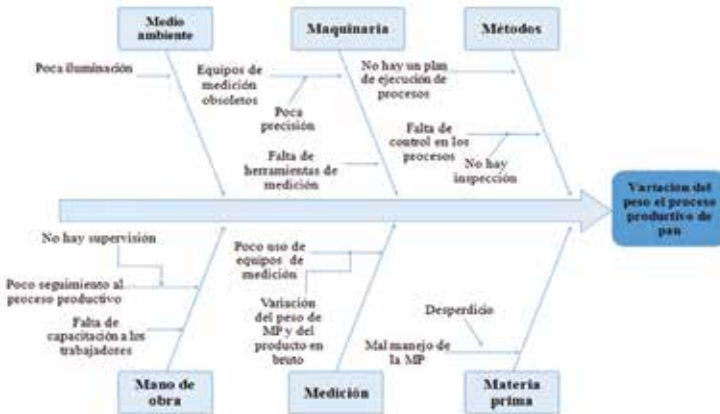 Medio
ambiente
Maquinaria
Métodos
Poca iluminación
Equipos de
medición
obsoletos
Poca
precisión
Falta de
herramientas de
medición
No hay un plan
de ejecución de
procesos
Falta de
control en los
procesos
No hay
inspección
Variación del
peso el proceso
productivo de
pan
No hay supervisión
Poco seguimiento al
proceso productivo
Falta de
capacitación a los
trabajadores
Poco uso de
equipos de
medición
Variación
del peso de
MP y del
producto en
bruto
Desperdicio
Mal manejo de
la MP
Mano de
obra
Medición
Materia
prima